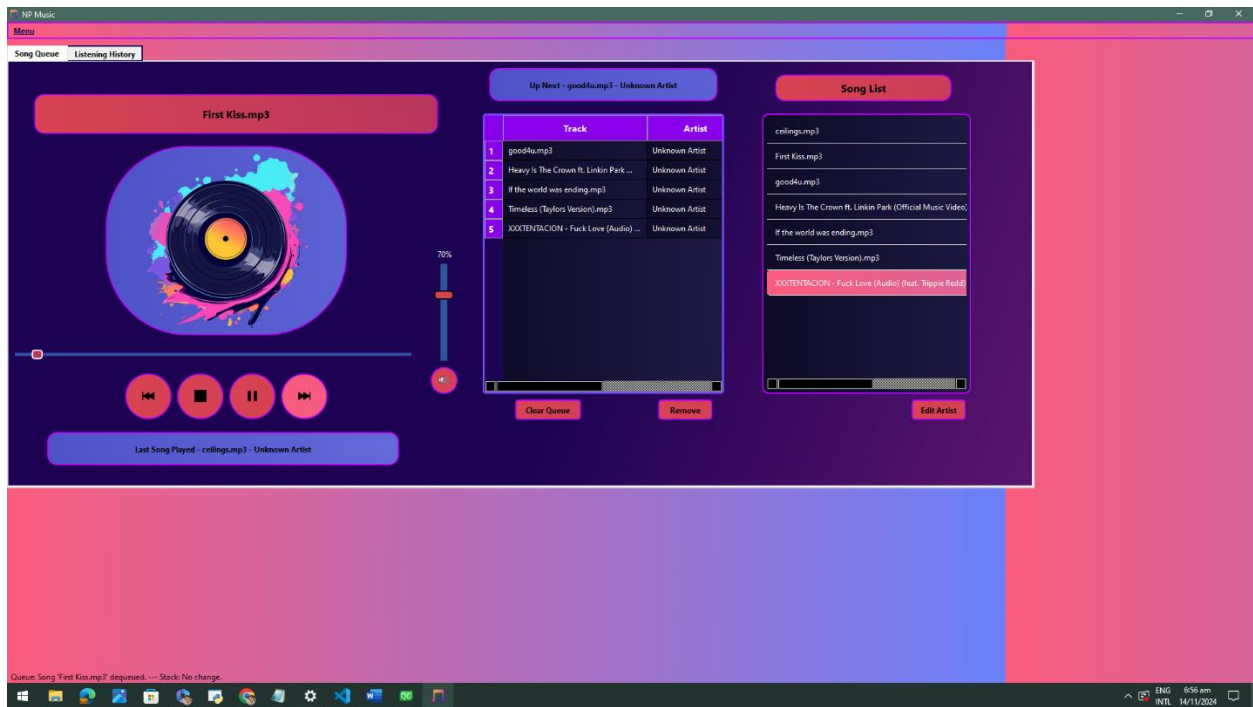 NP Music
Menu
Song Queue
Listening History
First Kiss.mp3
70%
Last Song Played - ceilings.mp3 - Unknown Artist
Up Next - good4u.mp3 - Unknown Artist
Track Artist
1 good4u.mp3 Unknown Artist
2 Heavy Is The Crown ft. Linkin Park ... Unknown Artist
3 If the world was ending.mp3 Unknown Artist
4 Timeless (Taylors Version).mp3 Unknown Artist
5 XXXTENTACION - Fuck Love (Audio) ... Unknown Artist
Clear Queue
Remove
Song List
ceilings.mp3
First Kiss.mp3
good4u.mp3
Heavy Is The Crown ft. Linkin Park (Official Music Video)
If the world was ending.mp3
Timeless (Taylors Version).mp3
XXXTENTACION - Fuck Love (Audio) (feat. Trippie Redd)
Edit Artist
Queue: Song 'First Kiss.mp3' dequeued. --- Stack: No change.
ENG
INTL
6:56 am
14/11/2024